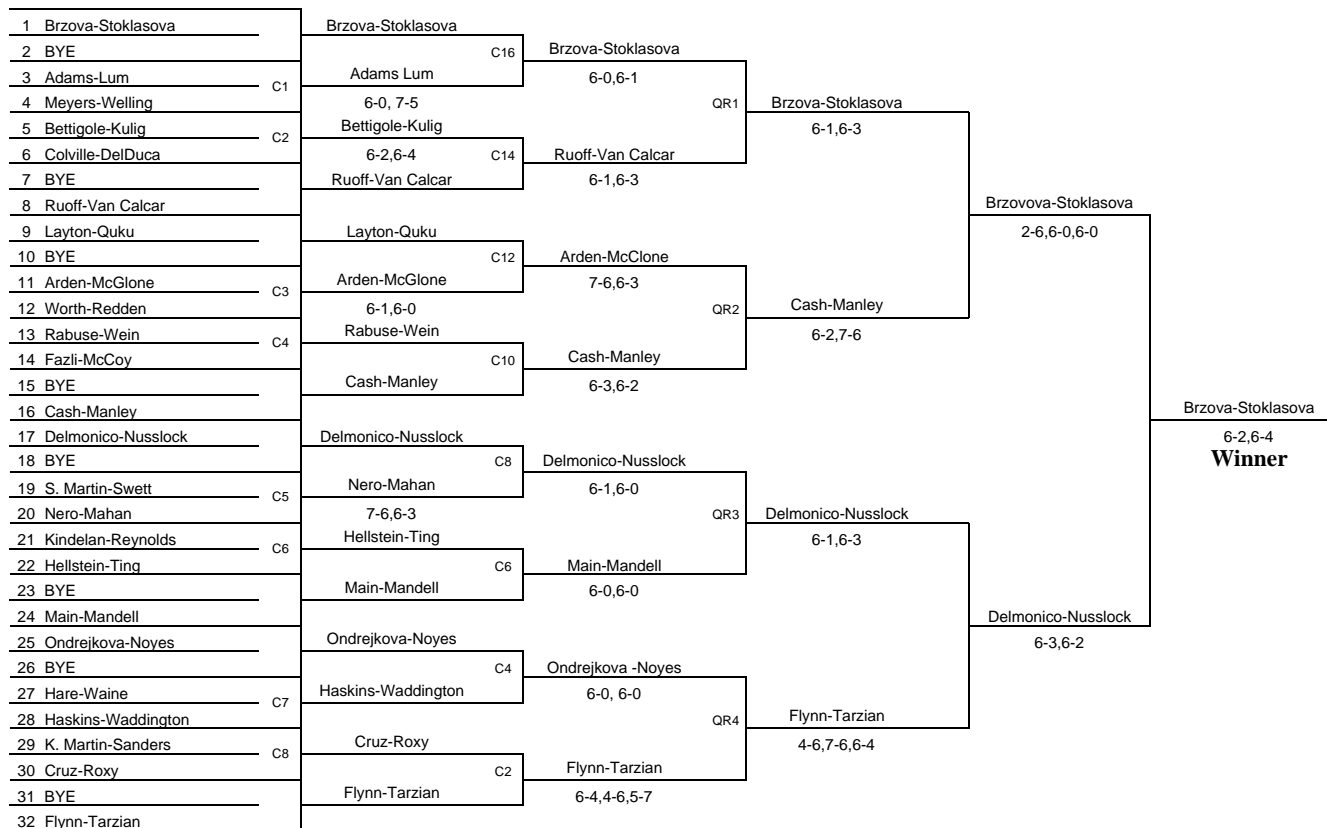 1 Brzova-Stoklasova
2 BYE
3 Adams-Lum
4 Meyers-Welling
5 Bettigole-Kulig
6 Colville-DelDuca
7 BYE
8 Ruoff-Van Calcar
9 Layton-Quku
10 BYE
11 Arden-McGlone
12 Worth-Redden
13 Rabuse-Wein
14 Fazli-McCoy
15 BYE
16 Cash-Manley
17 Delmonico-Nusslock
18 BYE
19 S. Martin-Swett
20 Nero-Mahan
21 Kindelan-Reynolds
22 Hellstein-Ting
23 BYE
24 Main-Mandell
25 Ondrejkova-Noyes
26 BYE
27 Hare-Waine
28 Haskins-Waddington
29 K. Martin-Sanders
30 Cruz-Roxy
31 BYE
32 Flynn-Tarzian
C1
C2
C3
C4
C5
C6
C7
C8
Brzova-Stoklasova
Adams Lum
6-0, 7-5
Bettigole-Kulig
6-2,6-4
Ruoff-Van Calcar
Layton-Quku
Arden-McGlone
6-1,6-0
Rabuse-Wein
Cash-Manley
Delmonico-Nusslock
Nero-Mahan
7-6,6-3
Hellstein-Ting
Main-Mandell
Ondrejkova-Noyes
Haskins-Waddington
Cruz-Roxy
Flynn-Tarzian
C16
C14
C12
C10
C8
C6
C4
C2
Brzova-Stoklasova
6-0,6-1
Ruoff-Van Calcar
6-1,6-3
Arden-McClone
7-6,6-3
Cash-Manley
6-3,6-2
Delmonico-Nusslock
6-1,6-0
Main-Mandell
6-0,6-0
Ondrejkova -Noyes
6-0, 6-0
Flynn-Tarzian
6-4,4-6,5-7
QR1
QR2
QR3
QR4
Brzova-Stoklasova
6-1,6-3
Cash-Manley
6-2,7-6
Delmonico-Nusslock
6-1,6-3
Flynn-Tarzian
4-6,7-6,6-4
Brzovova-Stoklasova
2-6,6-0,6-0
Delmonico-Nusslock
6-3,6-2
Brzova-Stoklasova
6-2,6-4
Winner